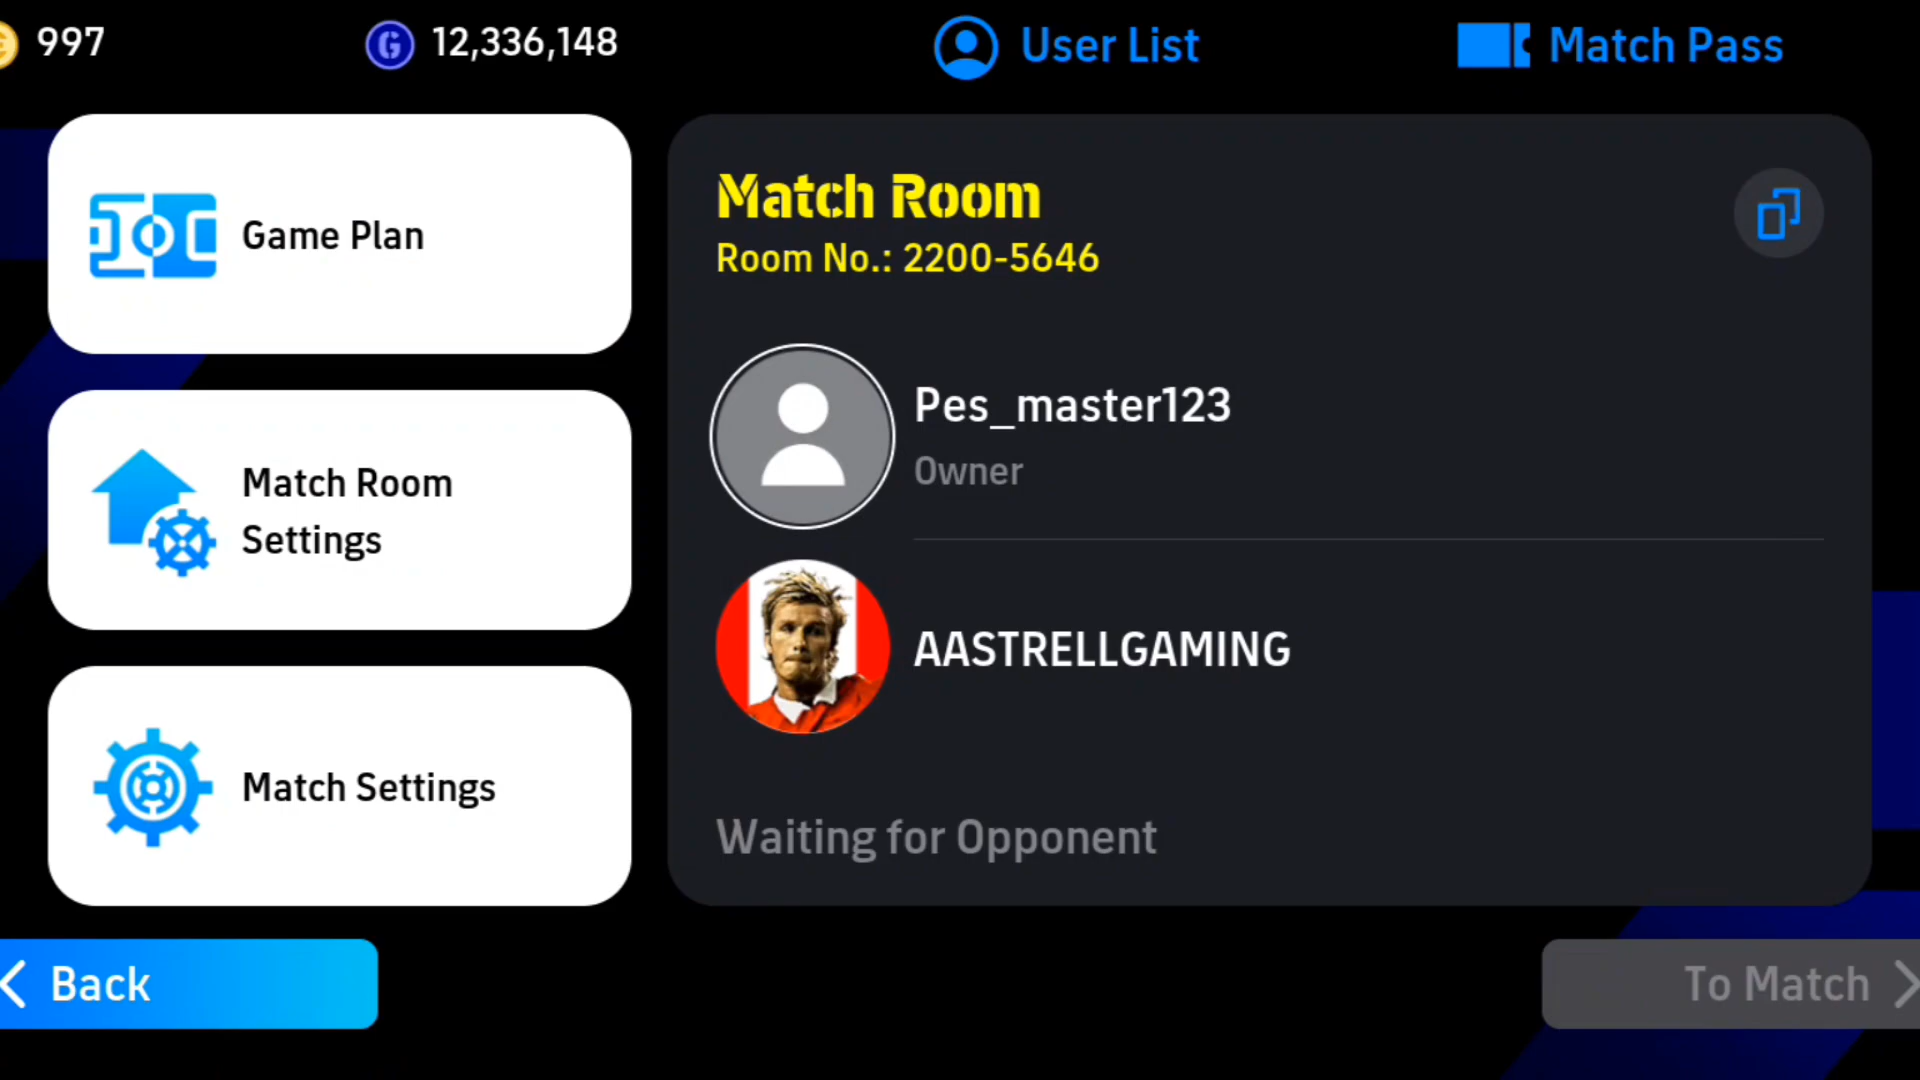 997
12,336,148
User List
Match Pass
Game Plan
Match Room
Settings
Match Settings
Match Room
Room No.: 2200-5646
Pes_master123
Owner
AASTRELLGAMING
Waiting for Opponent
Back
To Match